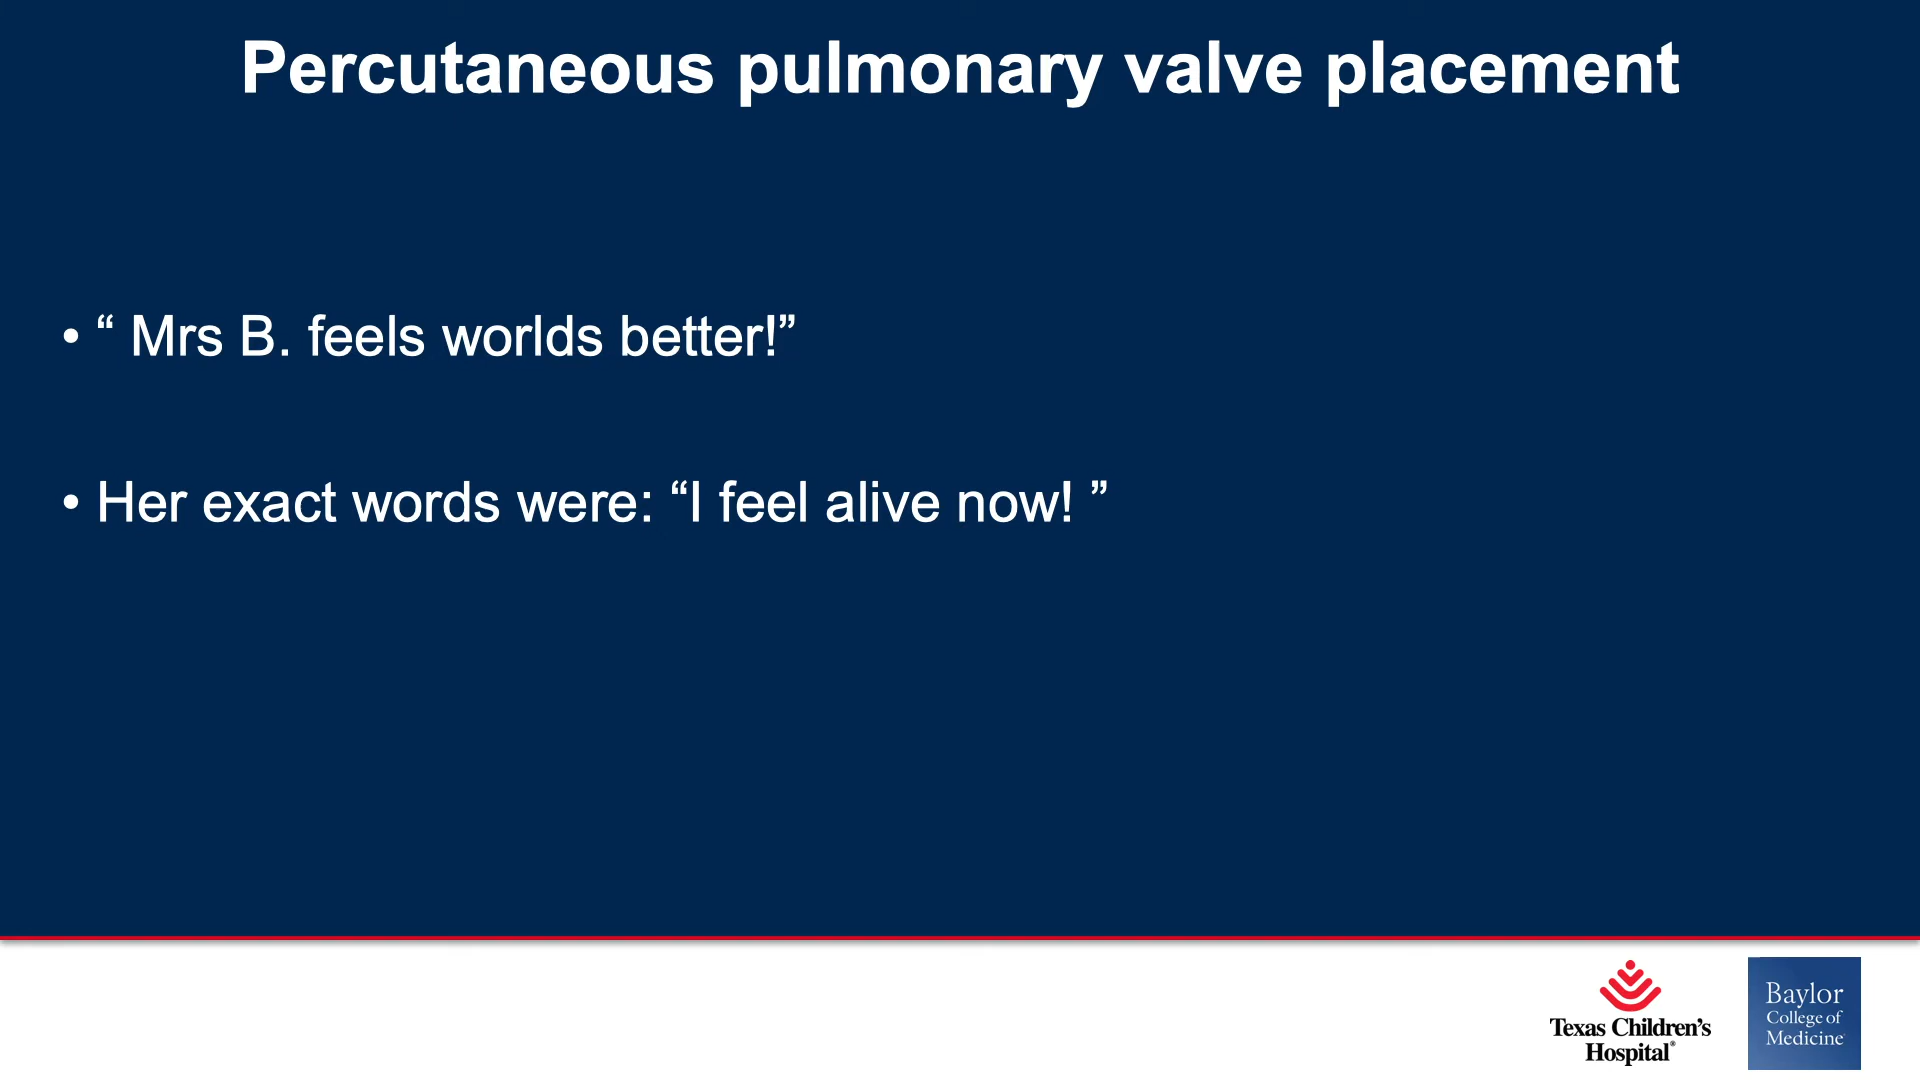 Percutaneous pulmonary valve placement
• “ Mrs B. feels worlds better!”
• Her exact words were: “I feel alive now! ”
Texas Children’s
Hospital®
Baylor
College of
Medicine